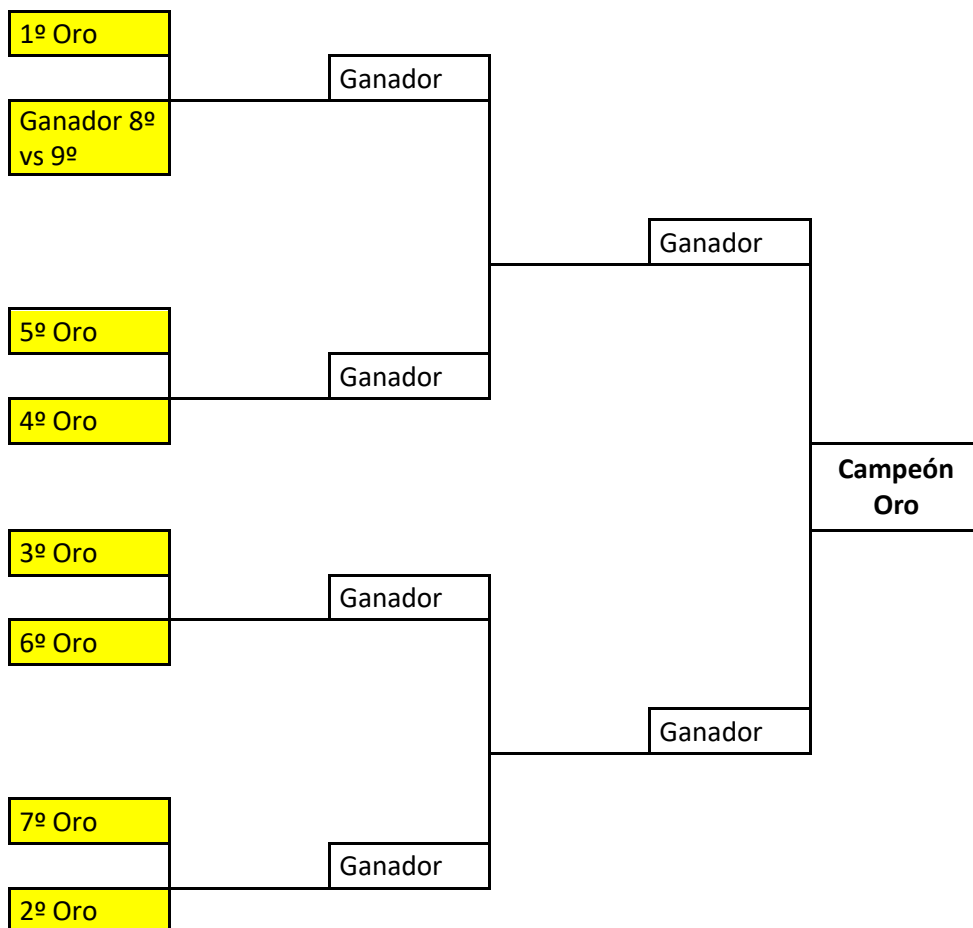 1º Oro
Ganador
Ganador 8º
vs 9º
Ganador
5º Oro
Ganador
4º Oro
Campeón
Oro
3º Oro
Ganador
6º Oro
Ganador
7º Oro
Ganador
2º Oro